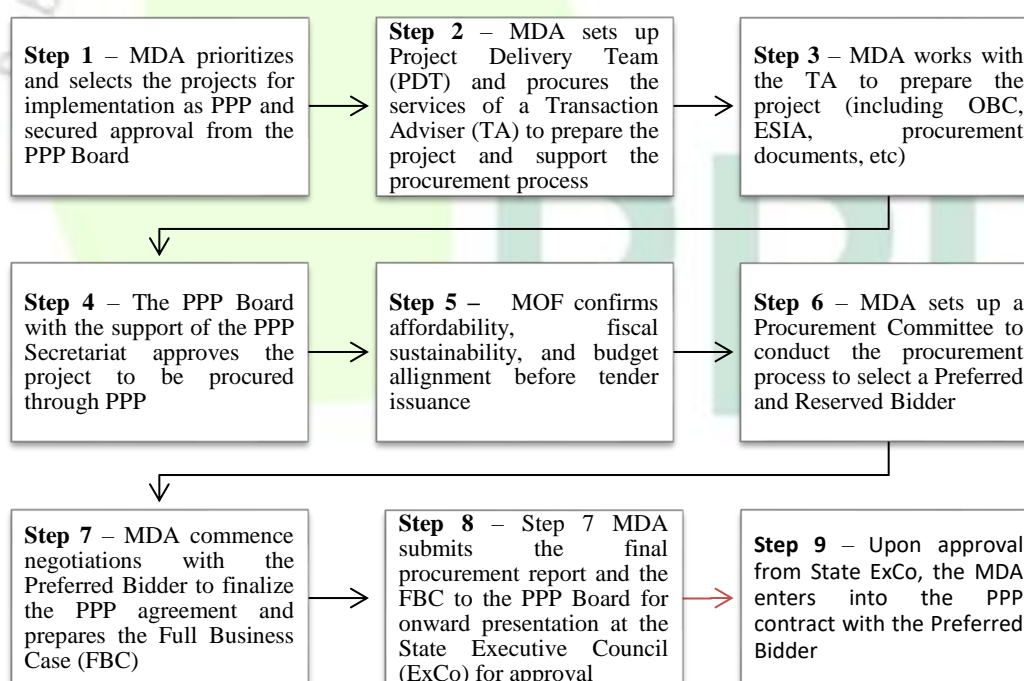 Step 1 – MDA prioritizes
and selects the projects for
implementation as PPP and
secured approval from the
PPP Board
Step 2 – MDA sets up
Project Delivery Team
(PDT) and procures the
services of a Transaction
Adviser (TA) to prepare the
project and support the
procurement process
Step 3 – MDA works with
the TA to prepare the
project (including OBC,
ESIA, procurement
documents, etc)
Step 4 – The PPP Board
with the support of the PPP
Secretariat approves the
project to be procured
through PPP
Step 5 – MOF confirms
affordability, fiscal
sustainability, and budget
allignment before tender
issuance
Step 6 – MDA sets up a
Procurement Committee to
conduct the procurement
process to select a Preferred
and Reserved Bidder
Step 7 – MDA commence
negotiations with the
Preferred Bidder to finalize
the PPP agreement and
prepares the Full Business
Case (FBC)
Step 8 – Step 7 MDA
submits the final
procurement report and the
FBC to the PPP Board for
onward presentation at the
State Executive Council
(ExCo) for approval
Step 9 – Upon approval
from State ExCo, the MDA
enters into the PPP
contract with the Preferred
Bidder